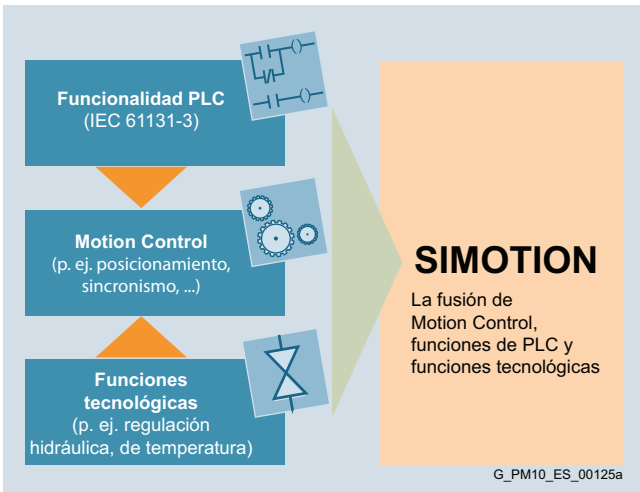 Funcionalidad PLC
(IEC 61131-3)
Motion Control
(p. ej. posicionamiento,
sincronismo, ...)
Funciones
tecnológicas
(p. ej. regulación
hidráulica, de temperatura)
SIMOTION
La fusión de
Motion Control,
funciones de PLC y
funciones tecnológicas
G_PM10_ES_00125a